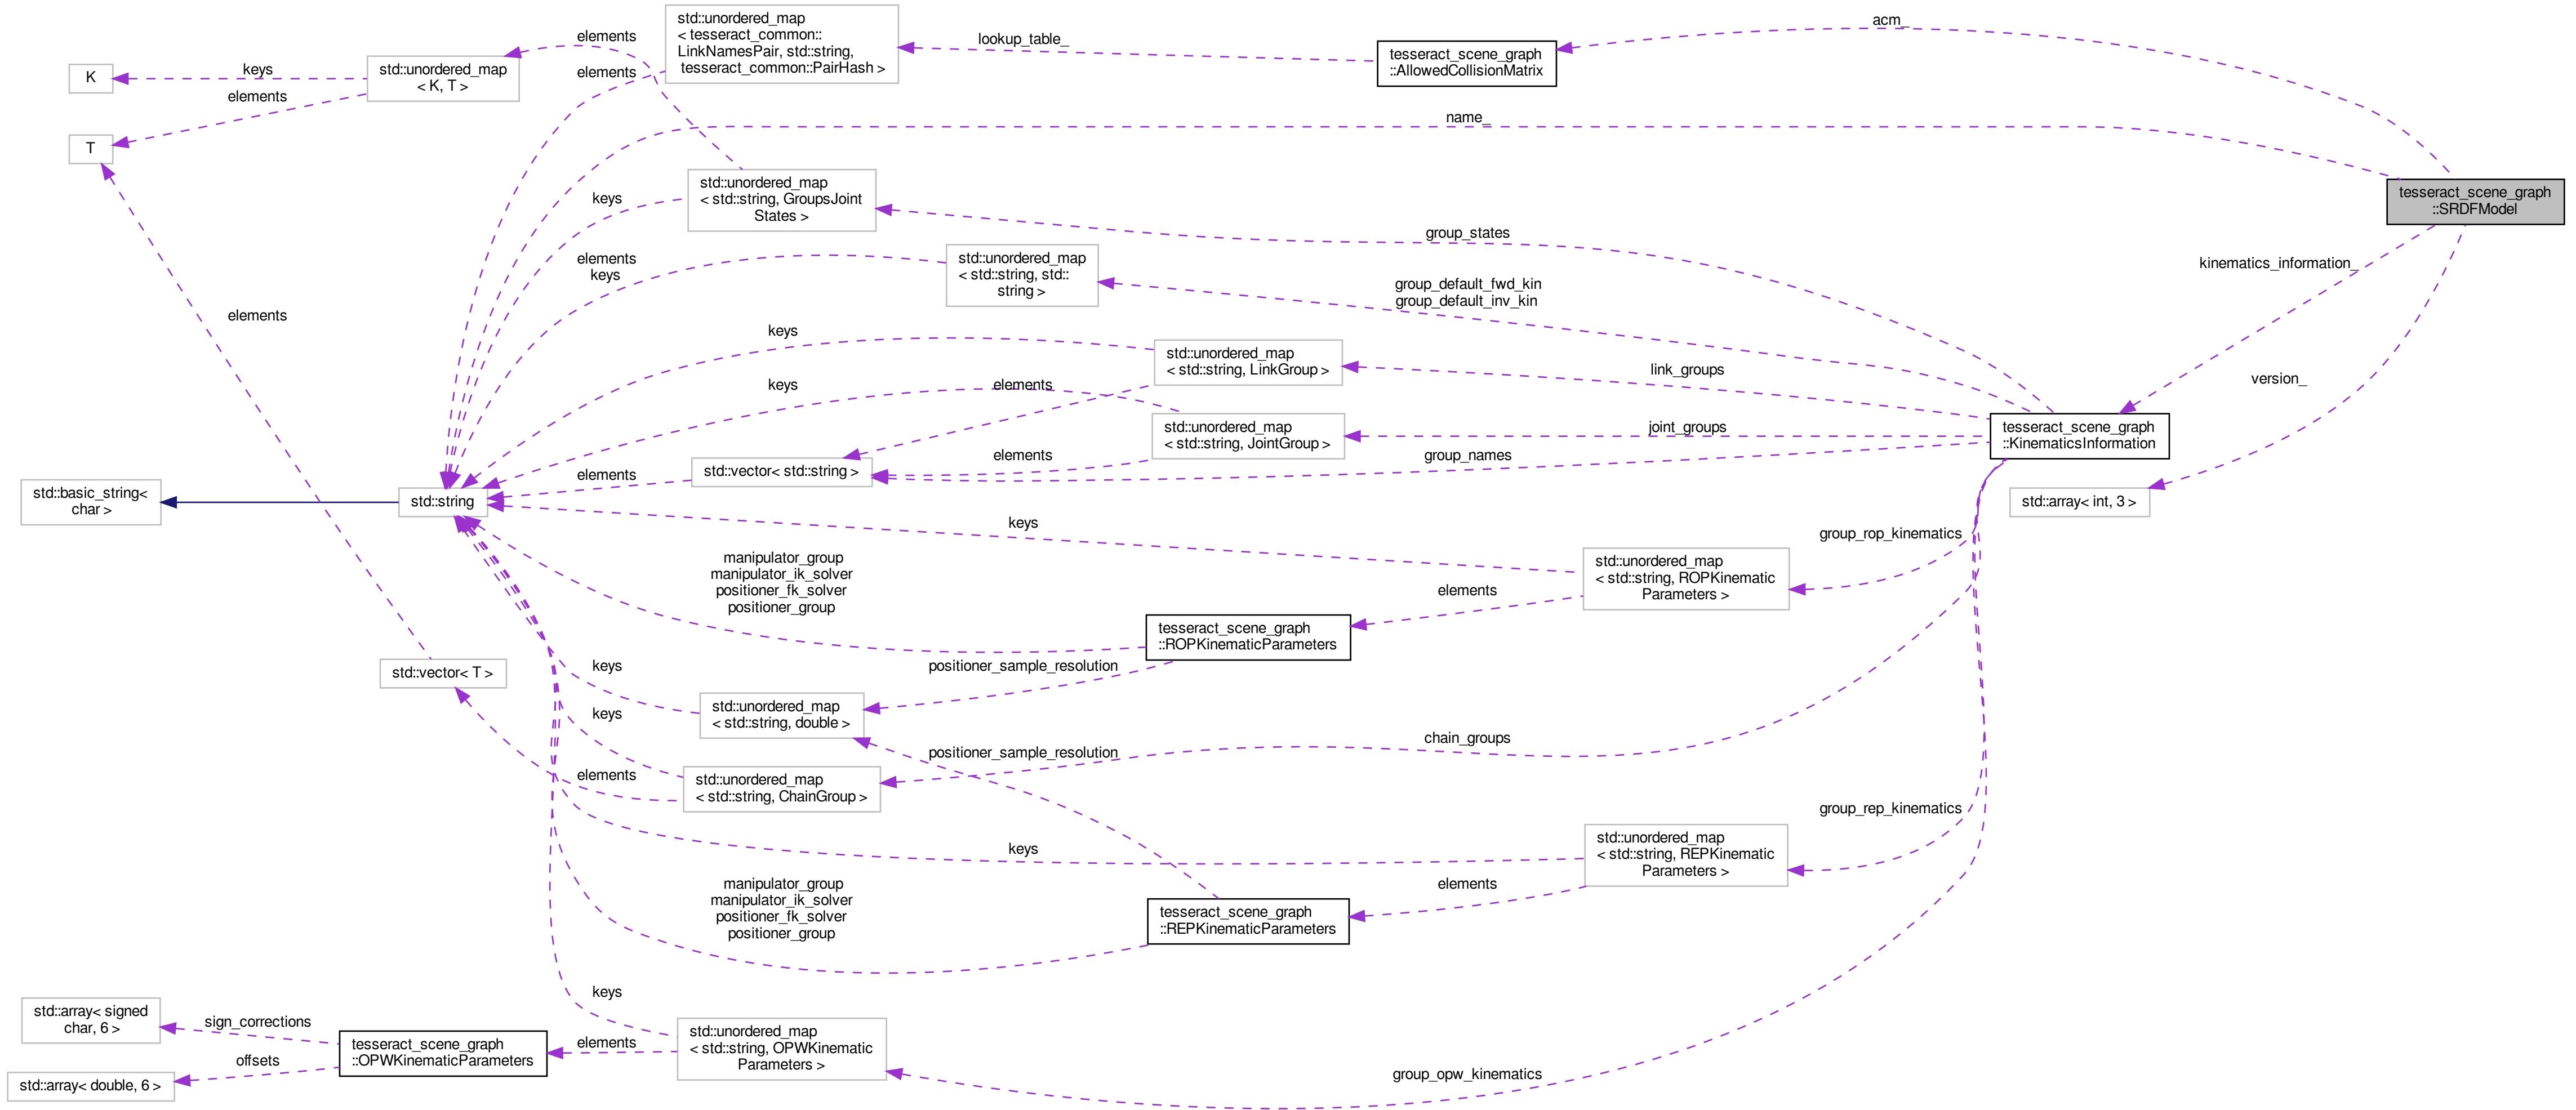 std::unordered_map
< tesseract_common::
LinkNamesPair, std::string,
tesseract_common::PairHash >
acm_
elements
lookup_table_
tesseract_scene_graph
::AllowedCollisionMatrix
K
keys
std::unordered_map
< K, T >
elements
elements
name_
T
std::unordered_map
< std::string, GroupsJoint
States >
keys
tesseract_scene_graph
::SRDFModel
group_states
elements
keys
std::unordered_map
< std::string, std::
string >
group_default_fwd_kin
group_default_inv_kin
kinematics_information_
elements
keys
std::unordered_map
< std::string, LinkGroup >
link_groups
version_
keys
elements
std::unordered_map
< std::string, JointGroup >
joint_groups
tesseract_scene_graph
::KinematicsInformation
elements
group_names
std::vector< std::string >
elements
std::basic_string<
char >
std::string
std::array< int, 3 >
keys
group_rop_kinematics
manipulator_group
manipulator_ik_solver
positioner_fk_solver
positioner_group
std::unordered_map
< std::string, ROPKinematic
Parameters >
elements
tesseract_scene_graph
::ROPKinematicParameters
std::vector< T >
keys
positioner_sample_resolution
std::unordered_map
< std::string, double >
keys
positioner_sample_resolution
chain_groups
elements
std::unordered_map
< std::string, ChainGroup >
group_rep_kinematics
keys
std::unordered_map
< std::string, REPKinematic
Parameters >
manipulator_group
manipulator_ik_solver
positioner_fk_solver
positioner_group
elements
tesseract_scene_graph
::REPKinematicParameters
keys
std::array< signed
char, 6 >
sign_corrections
tesseract_scene_graph
::OPWKinematicParameters
elements
std::unordered_map
< std::string, OPWKinematic
Parameters >
offsets
std::array< double, 6 >
group_opw_kinematics